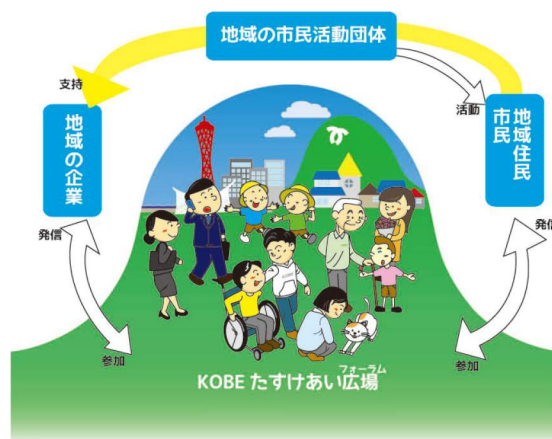 地域の市民活動団体
支持
活動
地域の企業
地域住民
市民
発信
発信
参加
参加
フォーラム
KOBE たすけあい広場